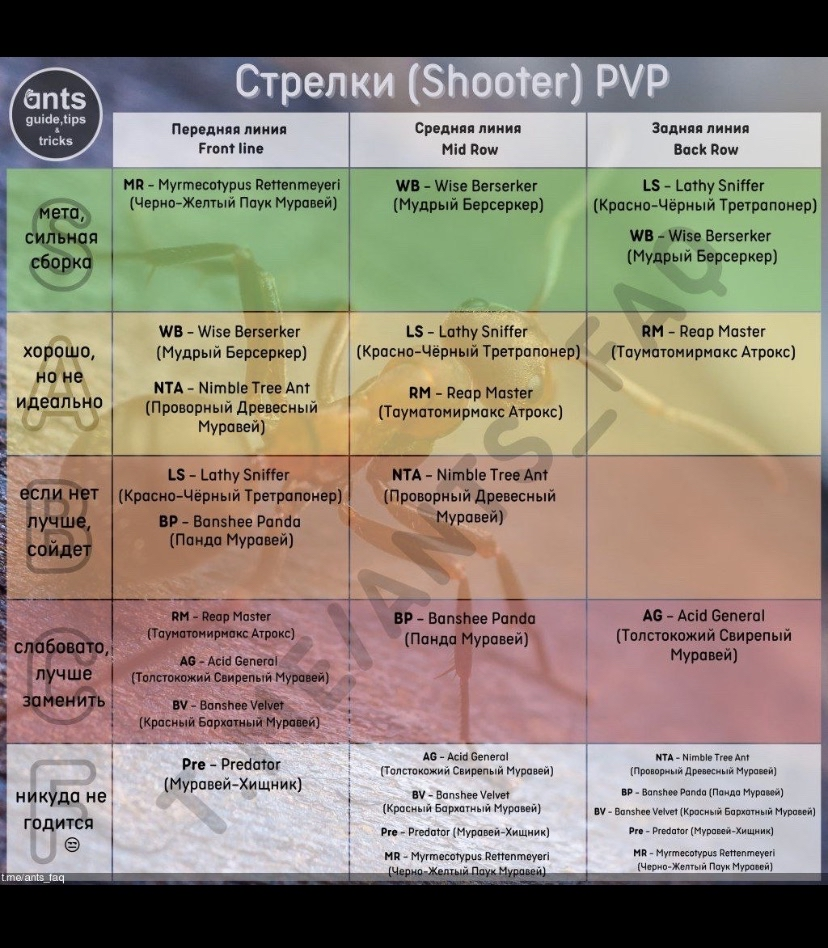 Стрелки (Shooter) PVP
ants
guide,tips
&
tricks
Передняя линия
Front line
Средняя линия
Mid Row
Задняя линия
Back Row
S
мета,
сильная
сборка
MR - Myrmecotypus Rettenmeyeri
(Черно-Желтый Паук Муравей)
WB - Wise Berserker
(Мудрый Берсеркер)
LS - Lathy Sniffer
(Красно-Чёрный Третрапонер)
WB - Wise Berserker
(Мудрый Берсеркер)
A
хорошо,
но не
идеально
WB - Wise Berserker
(Мудрый Берсеркер)
NTA - Nimble Tree Ant
(Проворный Древесный
Муравей)
LS - Lathy Sniffer
(Красно-Чёрный Третрапонер)
RM - Reap Master
(Тауматомирмакс Атрокс)
RM - Reap Master
(Тауматомирмакс Атрокс)
B
если нет
лучше,
сойдет
LS - Lathy Sniffer
(Красно-Чёрный Третрапонер)
BP - Banshee Panda
(Панда Муравей)
NTA - Nimble Tree Ant
(Проворный Древесный
Муравей)
C
слабовато,
лучше
заменить
RM - Reap Master
(Тауматомирмакс Атрокс)
AG - Acid General
(Толстокожий Свирепый Муравей)
BV - Banshee Velvet
(Красный Бархатный Муравей)
BP - Banshee Panda
(Панда Муравей)
AG - Acid General
(Толстокожий Свирепый
Муравей)
F
никуда не
годится
Pre - Predator
(Муравей-Хищник)
AG - Acid General
(Толстокожий Свирепый Муравей)
BV - Banshee Velvet
(Красный Бархатный Муравей)
Pre - Predator (Муравей-Хищник)
MR - Myrmecotypus Rettenmeyeri
(Черно-Желтый Паук Муравей)
NTA - Nimble Tree Ant
(Проворный Древесный Муравей)
BP - Banshee Panda (Панда Муравей)
BV - Banshee Velvet (Красный Бархатный Муравей)
Pre - Predator (Муравей-Хищник)
MR - Myrmecotypus Rettenmeyeri
(Черно-Желтый Паук Муравей)
T.ME/ANTS_FAQ
t.me/ants_faq